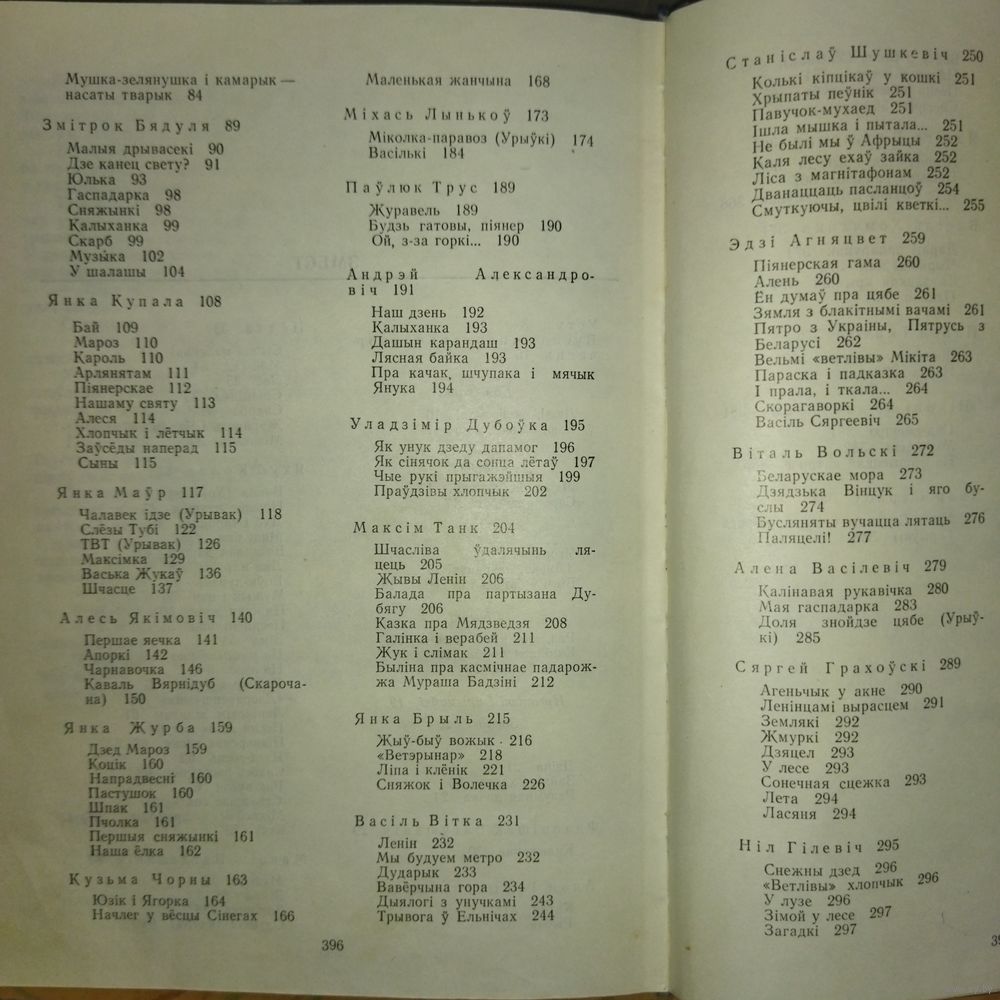 Мушка-зелянушка і камарык —
насаты тварык 84
Змітрок Бядуля 89
Малыя дрывасекі 90
Дзе канец свету? 91
Юлька 93
Гаспадарка 98
Сняжынкі 98
Калыханка 99
Скарб 99
Музыка 102
У шалашы 104
Янка Купала 108
Бай 109
Мароз 110
Кароль 110
Арлянятам 111
Піянерскае 112
Нашаму святу 113
Алеся 114
Хлопчык і лётчык 114
Заўсёды наперад 115
Сыны 115
Янка Маўр 117
Чалавек ідзе (Урывак) 118
Слёзы Тубі 122
ТВТ (Урывак) 126
Максімка 129
Васька Жукаў 136
Шчасце 137
Алесь Якімовіч 140
Першае яечка 141
Апоркі 142
Чарнавочка 146
Каваль Вярнідуб (Скароча-
на) 150
Янка Журба 159
Дзед Мароз 159
Коцік 160
Напрадвесні 160
Пастушок 160
Шпак 161
Пчолка 161
Першыя сняжынкі 161
Наша ёлка 162
Кузьма Чорны 163
Юзік і Ягорка 164
Начлег у вёсцы Сінегах 166
Маленькая жанчына 168
Міхась Лынькоў 173
Міколка-паравоз (Урыўкі) 174
Васількі 184
Паўлюк Трус 189
Журавель 189
Будзь гатовы, піянер 190
Ой, з-за горкі... 190
Андрэй Александро-
віч 191
Наш дзень 192
Калыханка 193
Дашын карандаш 193
Лясная байка 193
Пра качак, шчупака і мячык
Янука 194
Уладзімір Дубоўка 195
Як унук дзеду дапамог 196
Як сінячок да сонца лётаў 197
Чые рукі прыгажэйшыя 199
Праўдзівы хлопчык 202
Максім Танк 204
Шчасліва ўдалячынь ля-
цець 205
Жывы Ленін 206
Балада пра партызана Ду-
бягу 206
Казка пра Мядзведзя 208
Галінка і верабей 211
Жук і слімак 211
Быліна пра касмічнае падарож-
жа Мураша Бадзіні 212
Янка Брыль 215
Жыў-быў вожык 216
«Ветэрынар» 218
Ліпа і клёнік 221
Сняжок і Волечка 226
Васіль Вітка 231
Ленін 232
Мы будуем метро 232
Дударык 233
Вавёрчына гора 234
Дыялогі з унучкамі 243
Трывога ў Ельнічах 244
396
Станіслаў Шушкевіч 250
Колькі кіпцікаў у кошкі 251
Хрыпаты пеўнік 251
Павучок-мухаед 251
Ішла мышка і пытала... 251
Не былі мы ў Афрыцы 252
Каля лесу ехаў зайка 252
Ліса з магнітафонам 252
Дванаццаць пасланцоў 254
Смуткуючы, цвілі кветкі... 255
Эдзі Агняцвет 259
Піянерская гама 260
Алень 260
Ён думаў пра цябе 261
Зямля з блакітнымі вачамі 261
Пятро з Украіны, Пятрусь з
Беларусі 262
Вельмі «ветлівы» Мікіта 263
Параска і падказка 263
І прала, і ткала... 264
Скорагаворкі 264
Васіль Сяргеевіч 265
Віталь Вольскі 272
Беларускае мора 273
Дзядзька Вінцук і яго бу-
слы 274
Бусляняты вучацца лятаць 276
Паляцелі! 277
Алена Васілевіч 279
Калінавая рукавічка 280
Мая гаспадарка 283
Доля знойдзе цябе (Урыў-
кі) 285
Сяргей Грахоўскі 289
Агеньчык у акне 290
Ленінцамі вырасцем 291
Землякі 292
Жмуркі 292
Дзяцел 293
У лесе 293
Сонечная сцежка 293
Лета 294
Ласяня 294
Ніл Гілевіч 295
Снежны дзед 296
«Ветлівы» хлопчык 296
У лузе 296
Зімой у лесе 297
Загадкі 297